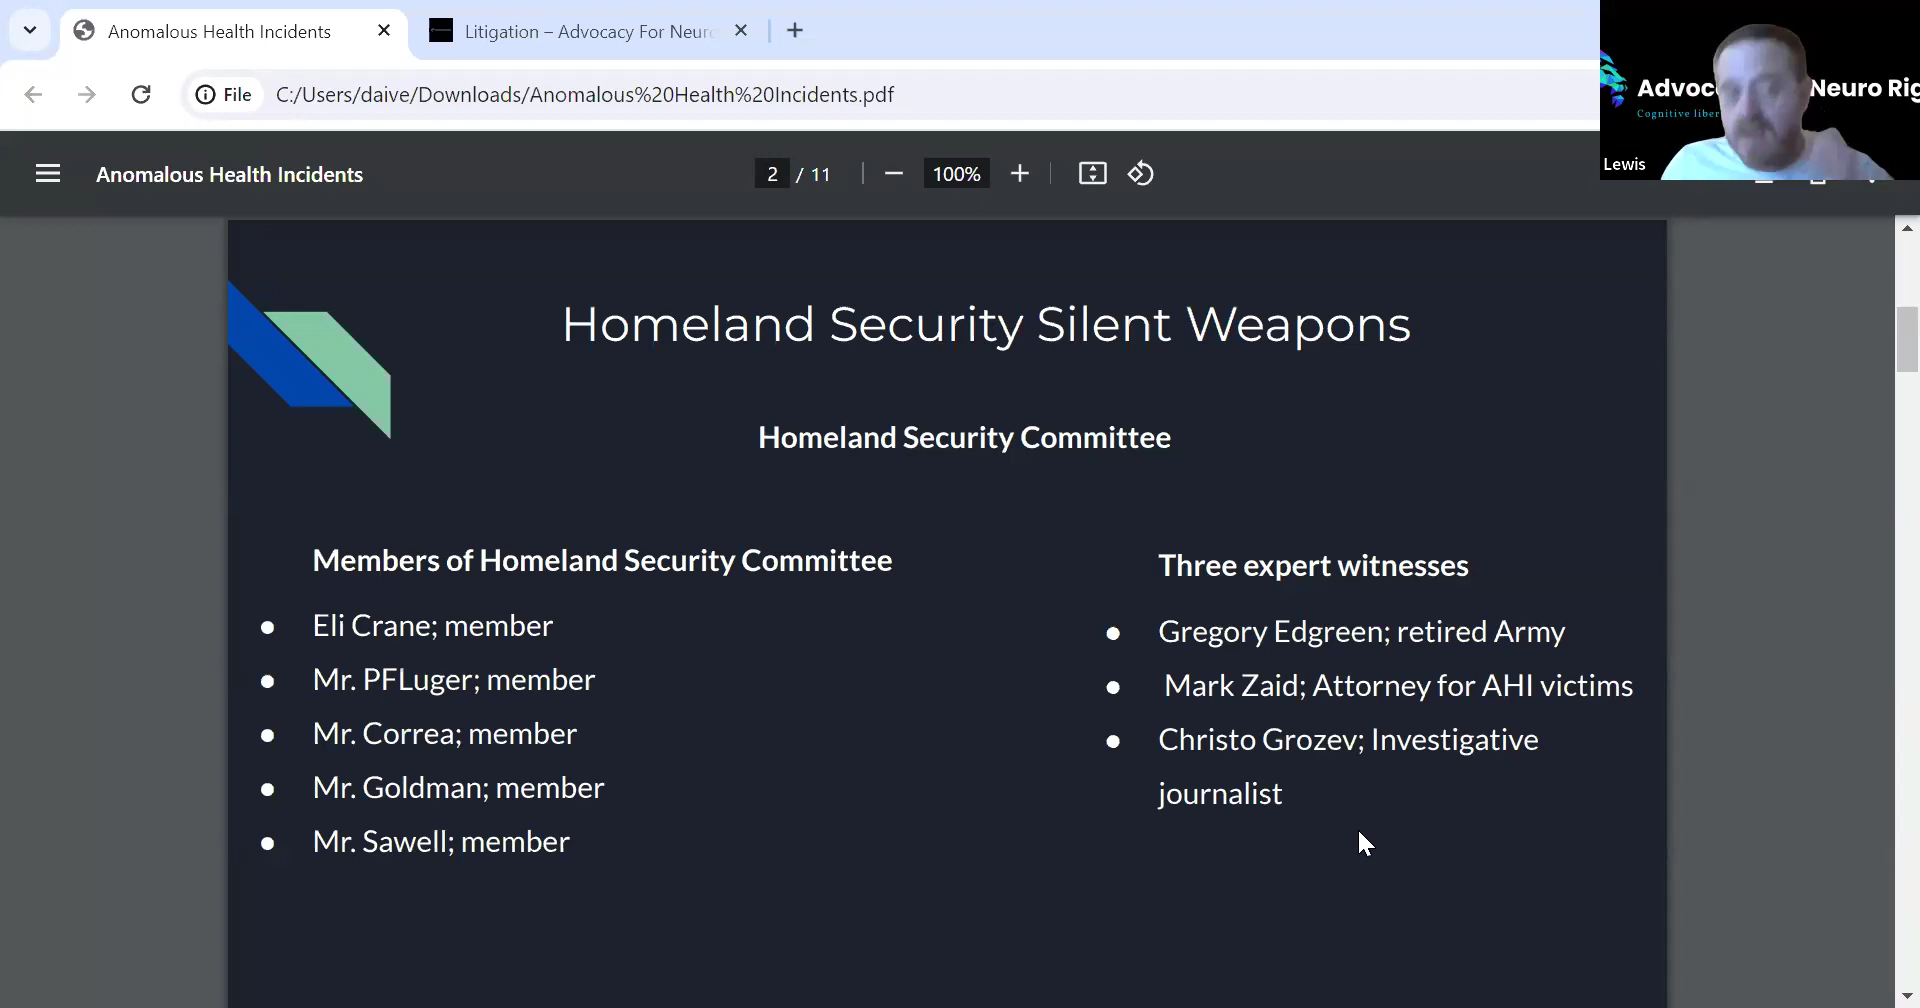 Anomalous Health Incidents
Litigation – Advocacy For Neuro
File
C:/Users/daive/Downloads/Anomalous%20Health%20Incidents.pdf
Advoc
Neuro Rig
Cognitive liber
Lewis
Anomalous Health Incidents
2 / 11
100%
Homeland Security Silent Weapons
Homeland Security Committee
Members of Homeland Security Committee
● Eli Crane; member
● Mr. PFLuger; member
● Mr. Correa; member
● Mr. Goldman; member
● Mr. Sawell; member
Three expert witnesses
● Gregory Edgreen; retired Army
● Mark Zaid; Attorney for AHI victims
● Christo Grozev; Investigative
journalist